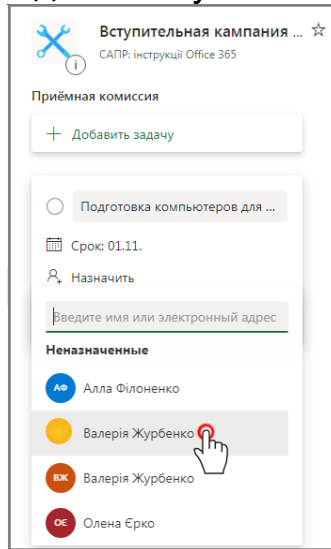 Вступительная кампания ...
САПР: інструкції Office 365
Приёмная комиссия
Добавить задачу
Подготовка компьютеров для ...
Срок: 01.11.
Назначить
Введите имя или электронный адрес
Неназначенные
АФ Алла Філоненко
Валерія Журбенко
ВЖ Валерія Журбенко
ОЄ Олена Єрко